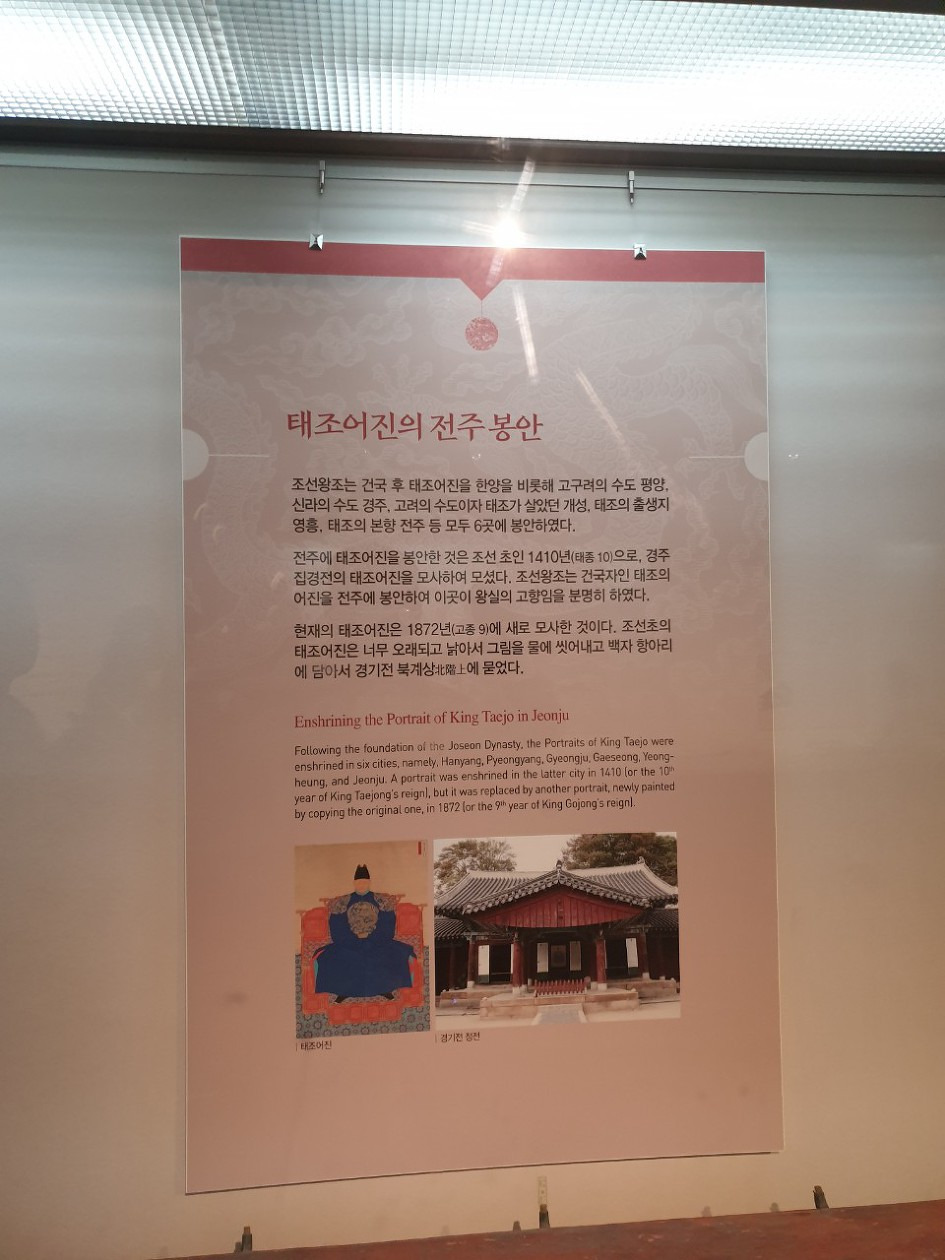 태조어진의 전주 봉안
조선왕조는 건국 후 태조어진을 한양을 비롯해 고구려의 수도 평양,
신라의 수도 경주, 고려의 수도이자 태조가 살았던 개성, 태조의 출생지
영흥, 태조의 본향 전주 등 모두 6곳에 봉안하였다.
전주에 태조어진을 봉안한 것은 조선 초인 1410년(태종 10)으로, 경주
집경전의 태조어진을 모사하여 모셨다. 조선왕조는 건국자인 태조의
어진을 전주에 봉안하여 이곳이 왕실의 고향임을 분명히 하였다.
현재의 태조어진은 1872년(고종 9)에 새로 모사한 것이다. 조선초의
태조어진은 너무 오래되고 낡아서 그림을 물에 씻어내고 백자 항아리
에 담아서 경기전 북계상北階上에 묻었다.
Enshrining the Portrait of King Taejo in Jeonju
Following the foundation of the Joseon Dynasty, the Portraits of King Taejo were
enshrined in six cities, namely, Hanyang, Pyeongyang, Gyeongju, Gaeseong, Yeong-
heung, and Jeonju. A portrait was enshrined in the latter city in 1410 (or the 10th
year of King Taejong's reign), but it was replaced by another portrait, newly painted
by copying the original one, in 1872 (or the 9th year of King Gojong's reign).
태조어진
경기전 정전